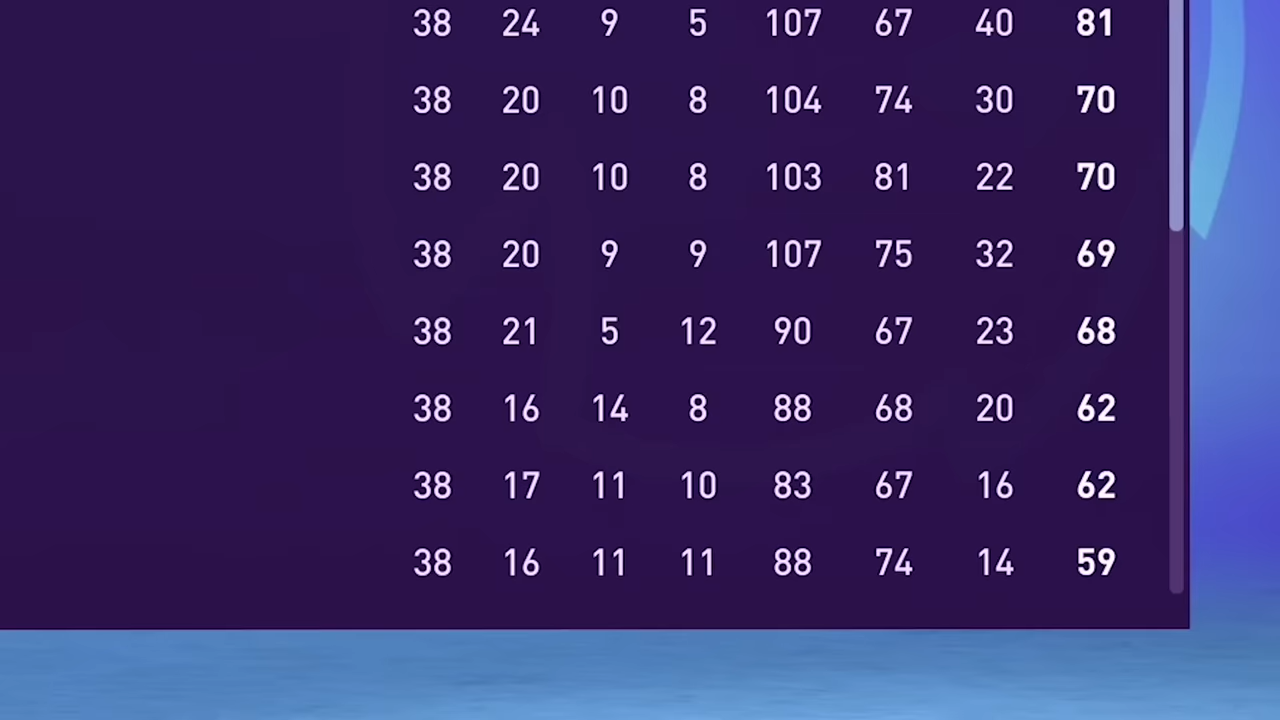 38 24 9 5 107 67 40 81
38 20 10 8 104 74 30 70
38 20 10 8 103 81 22 70
38 20 9 9 107 75 32 69
38 21 5 12 90 67 23 68
38 16 14 8 88 68 20 62
38 17 11 10 83 67 16 62
38 16 11 11 88 74 14 59